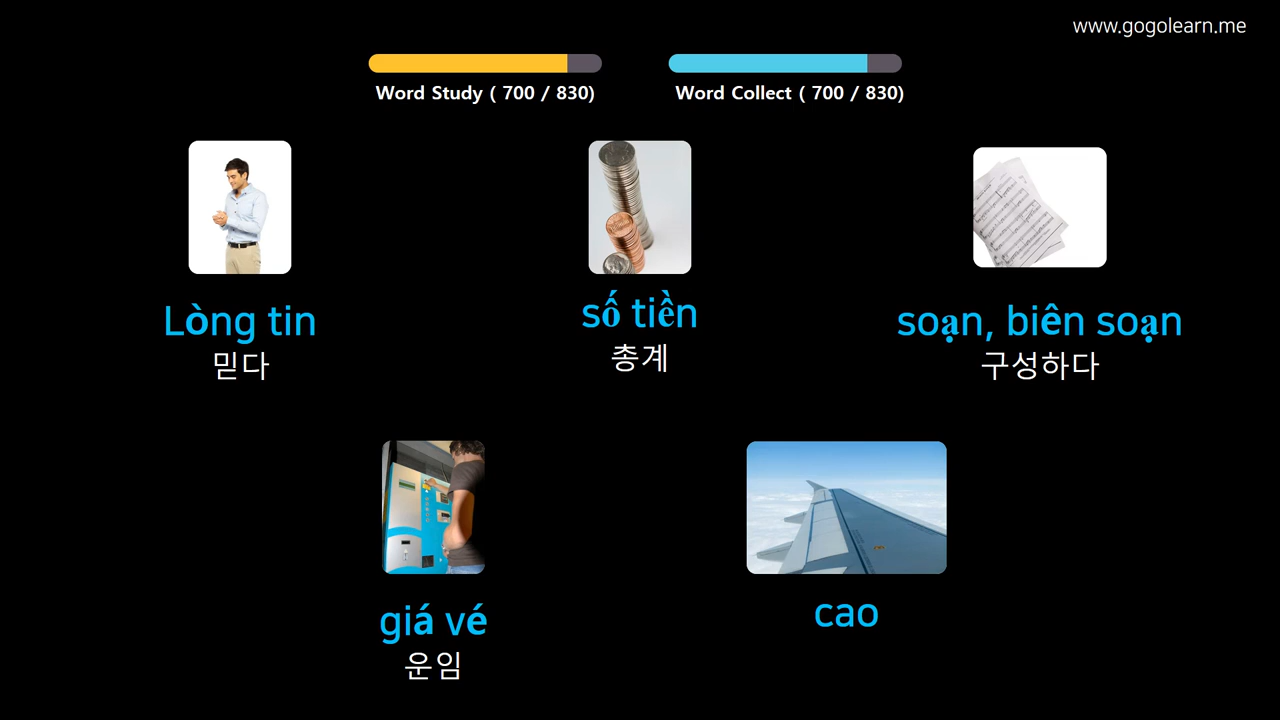 www.gogolearn.me
Word Study ( 700 / 830)
Word Collect ( 700 / 830)
Lòng tin
믿다
số tiền
총계
soạn, biên soạn
구성하다
giá vé
운임
cao